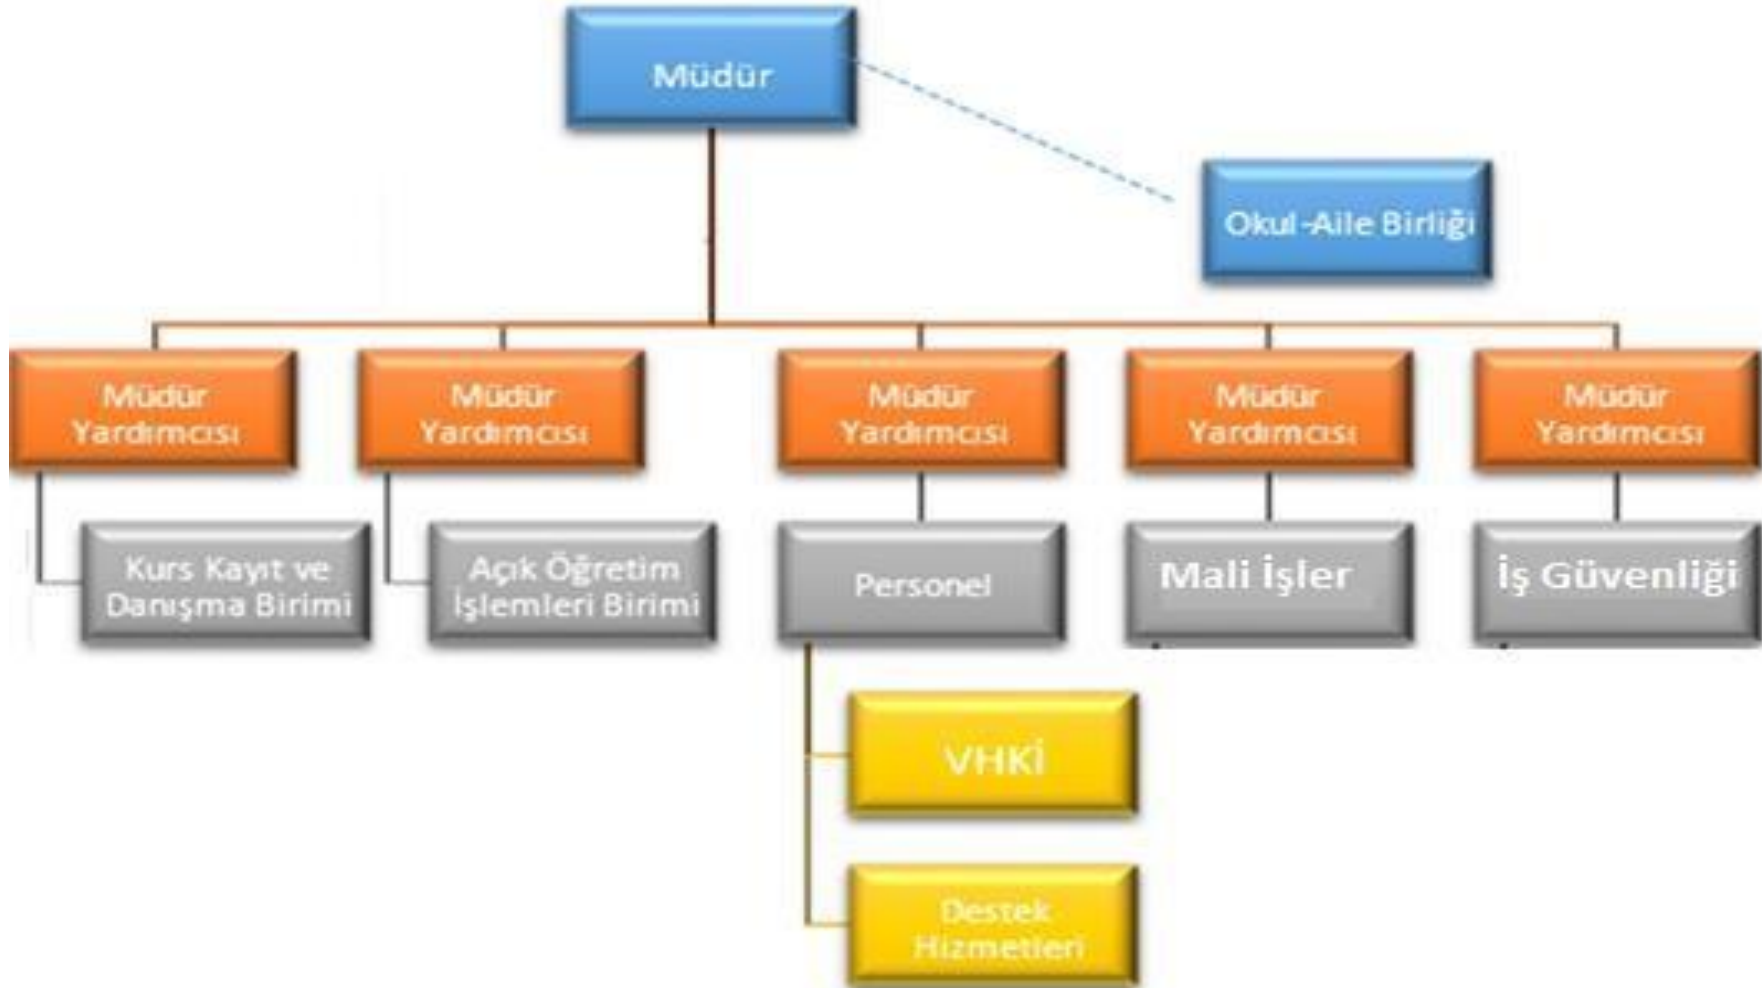 Müdür
Okul-Aile Birliği
Müdür
Yardımcısı
Müdür
Yardımcısı
Müdür
Yardımcısı
Müdür
Yardımcısı
Müdür
Yardımcısı
Kurs Kayıt ve
Danışma Birimi
Açık Öğretim
İşlemleri Birimi
Personel
Mali İşler
İş Güvenliği
VHKİ
Destek
Hizmetleri